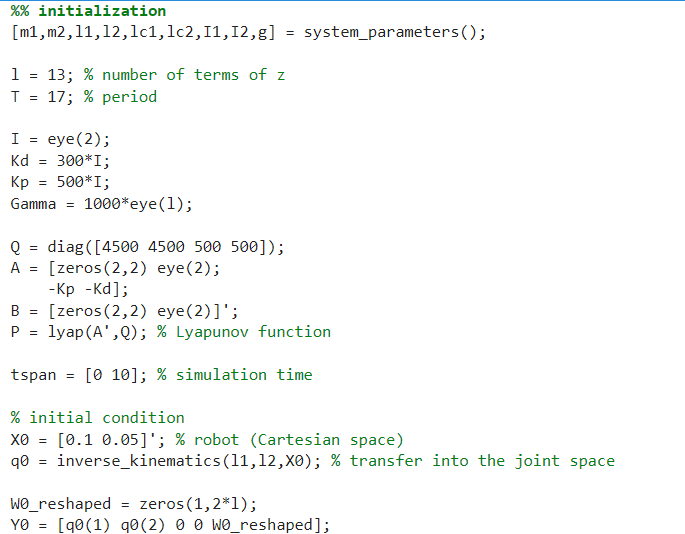 %% initialization
[m1,m2,l1,l2,lc1,lc2,I1,I2,g] = system_parameters();
l = 13; % number of terms of z
T = 17; % period
I = eye(2);
Kd = 300*I;
Kp = 500*I;
Gamma = 1000*eye(l);
Q = diag([4500 4500 500 500]);
A = [zeros(2,2) eye(2);
-Kp -Kd];
B = [zeros(2,2) eye(2)]';
P = lyap(A',Q); % Lyapunov function
tspan = [0 10]; % simulation time
% initial condition
X0 = [0.1 0.05]'; % robot (Cartesian space)
q0 = inverse_kinematics(l1,l2,X0); % transfer into the joint space
W0_reshaped = zeros(1,2*l);
Y0 = [q0(1) q0(2) 0 0 W0_reshaped];